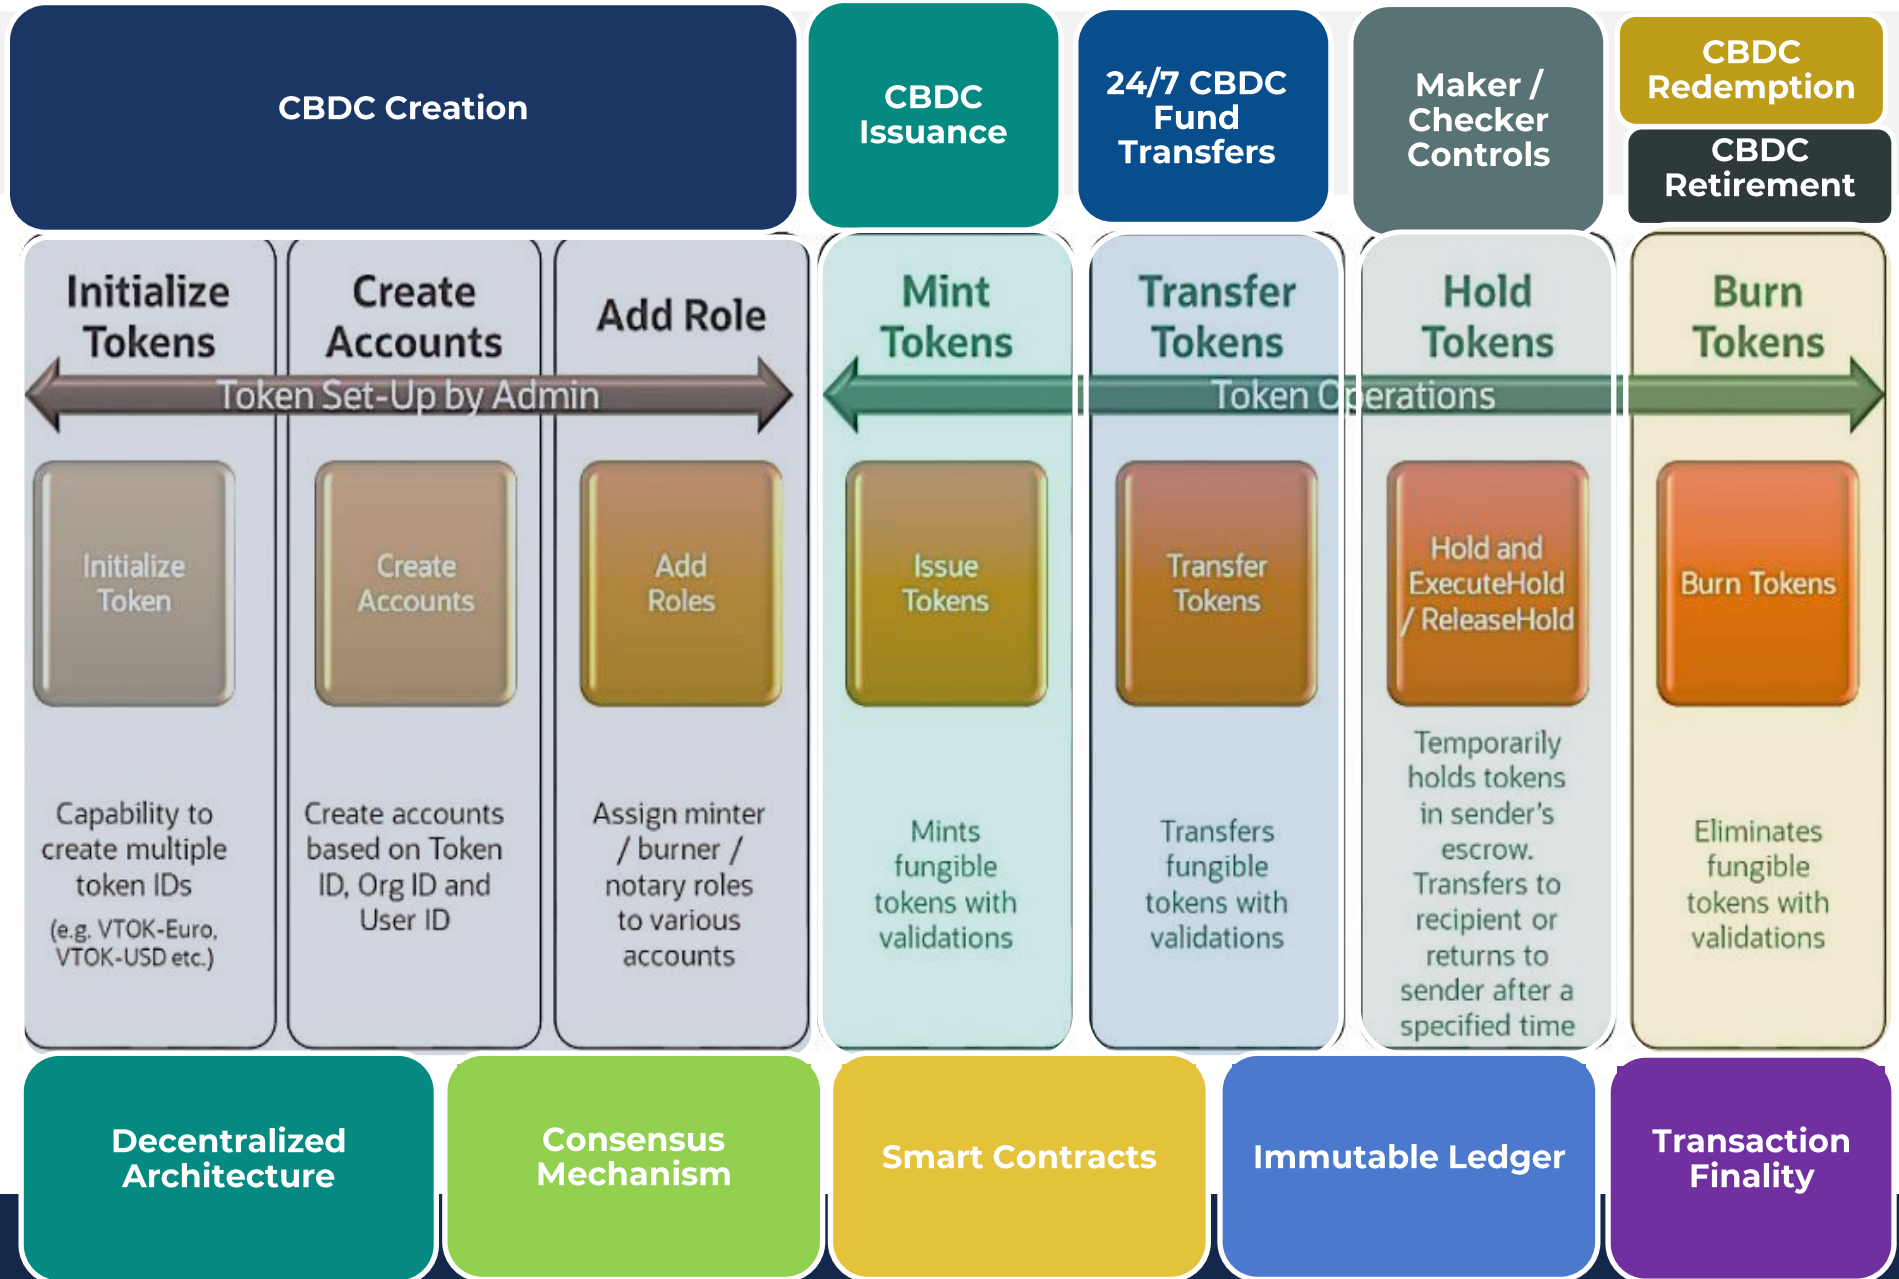 CBDC Creation
CBDC
Issuance
24/7 CBDC
Fund
Transfers
Maker /
Checker
Controls
CBDC
Redemption
CBDC
Retirement
Initialize
Tokens
Create
Accounts
Add Role
Mint
Tokens
Transfer
Tokens
Hold
Tokens
Burn
Tokens
Token Set-Up by Admin
Token Operations
Initialize
Token
Create
Accounts
Add
Roles
Issue
Tokens
Transfer
Tokens
Hold and
ExecuteHold
/ ReleaseHold
Burn Tokens
Capability to
create multiple
token IDs
(e.g. VTOK-Euro,
VTOK-USD etc.)
Create accounts
based on Token
ID, Org ID and
User ID
Assign minter
/ burner /
notary roles
to various
accounts
Mints
fungible
tokens with
validations
Transfers
fungible
tokens with
validations
Temporarily
holds tokens
in sender's
escrow.
Transfers to
recipient or
returns to
sender after a
specified time
Eliminates
fungible
tokens with
validations
Decentralized
Architecture
Consensus
Mechanism
Smart Contracts
Immutable Ledger
Transaction
Finality